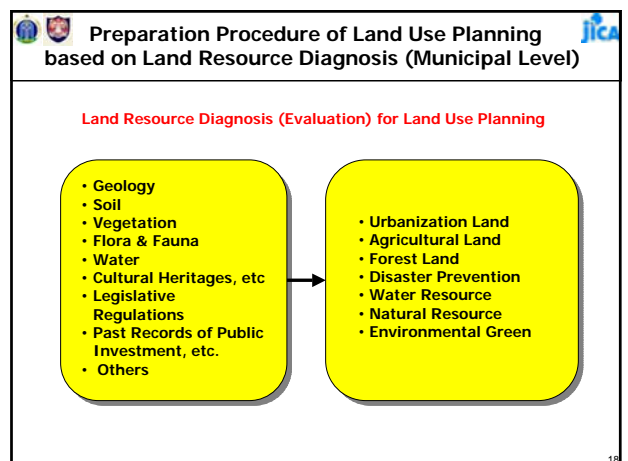 Preparation Procedure of Land Use Planning
based on Land Resource Diagnosis (Municipal Level)
jica
Land Resource Diagnosis (Evaluation) for Land Use Planning
• Geology
• Soil
• Vegetation
• Flora & Fauna
• Water
• Cultural Heritages, etc
• Legislative
Regulations
• Past Records of Public
Investment, etc.
• Others
• Urbanization Land
• Agricultural Land
• Forest Land
• Disaster Prevention
• Water Resource
• Natural Resource
• Environmental Green
18